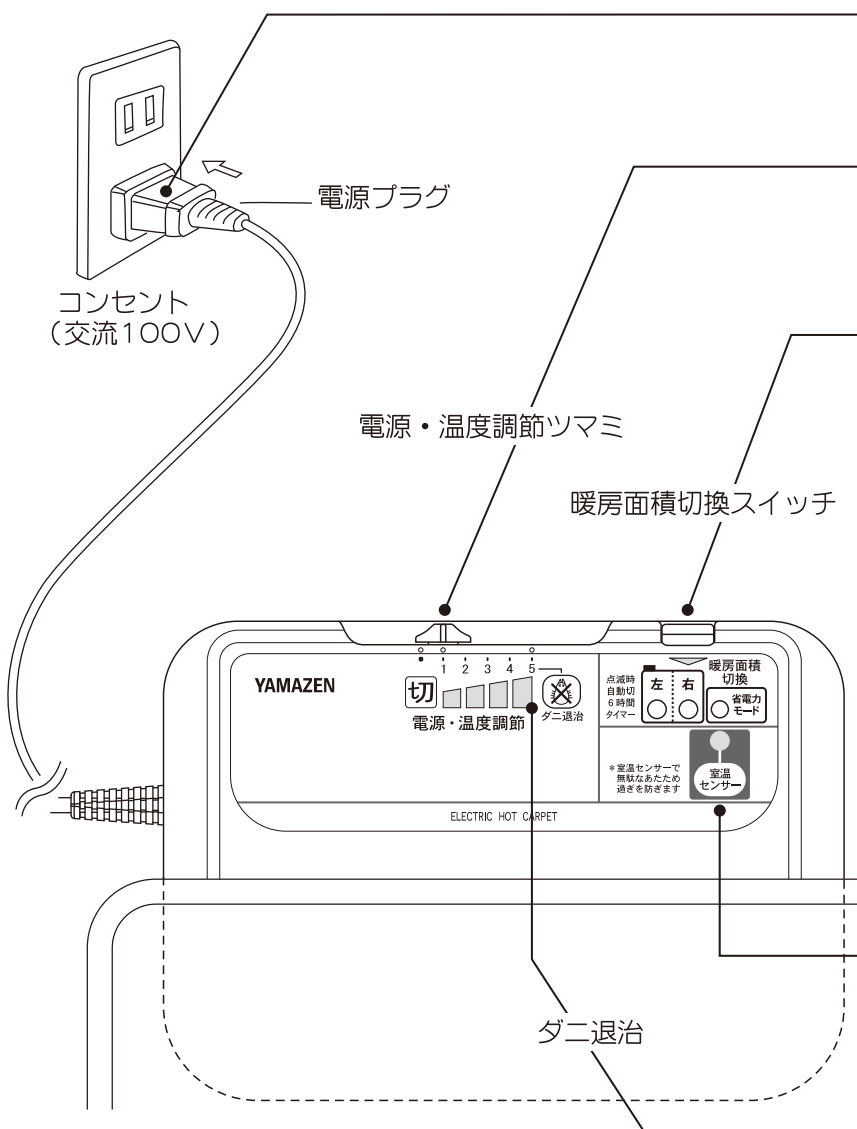 電源プラグ
コンセント
（交流100V）
電源・温度調節ツマミ
暖房面積切換スイッチ
YAMAZEN
切
1 2 3 4 5
電源・温度調節
ダニ退治
点滅時
自動切
6時間
タイマー
左 右
暖房面積
切換
省電力
モード
＊室温センサーで
無駄なあたため
過ぎを防ぎます
室温
センサー
ELECTRIC HOT CARPET
ダニ退治